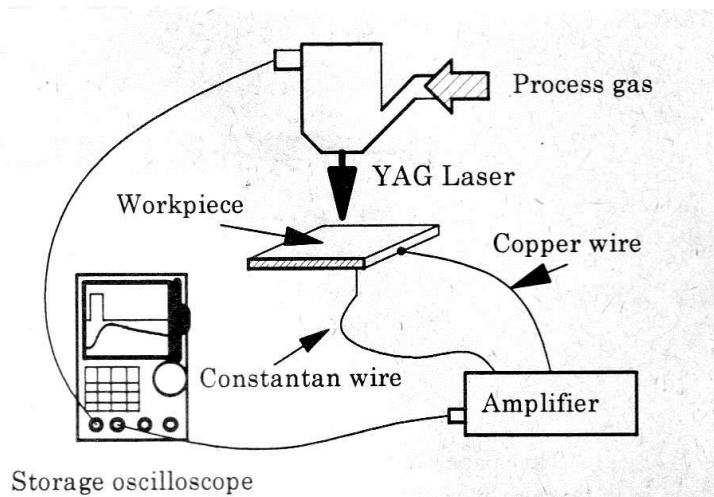 Process gas
YAG Laser
Workpiece
Copper wire
Constantan wire
Amplifier
Storage oscilloscope